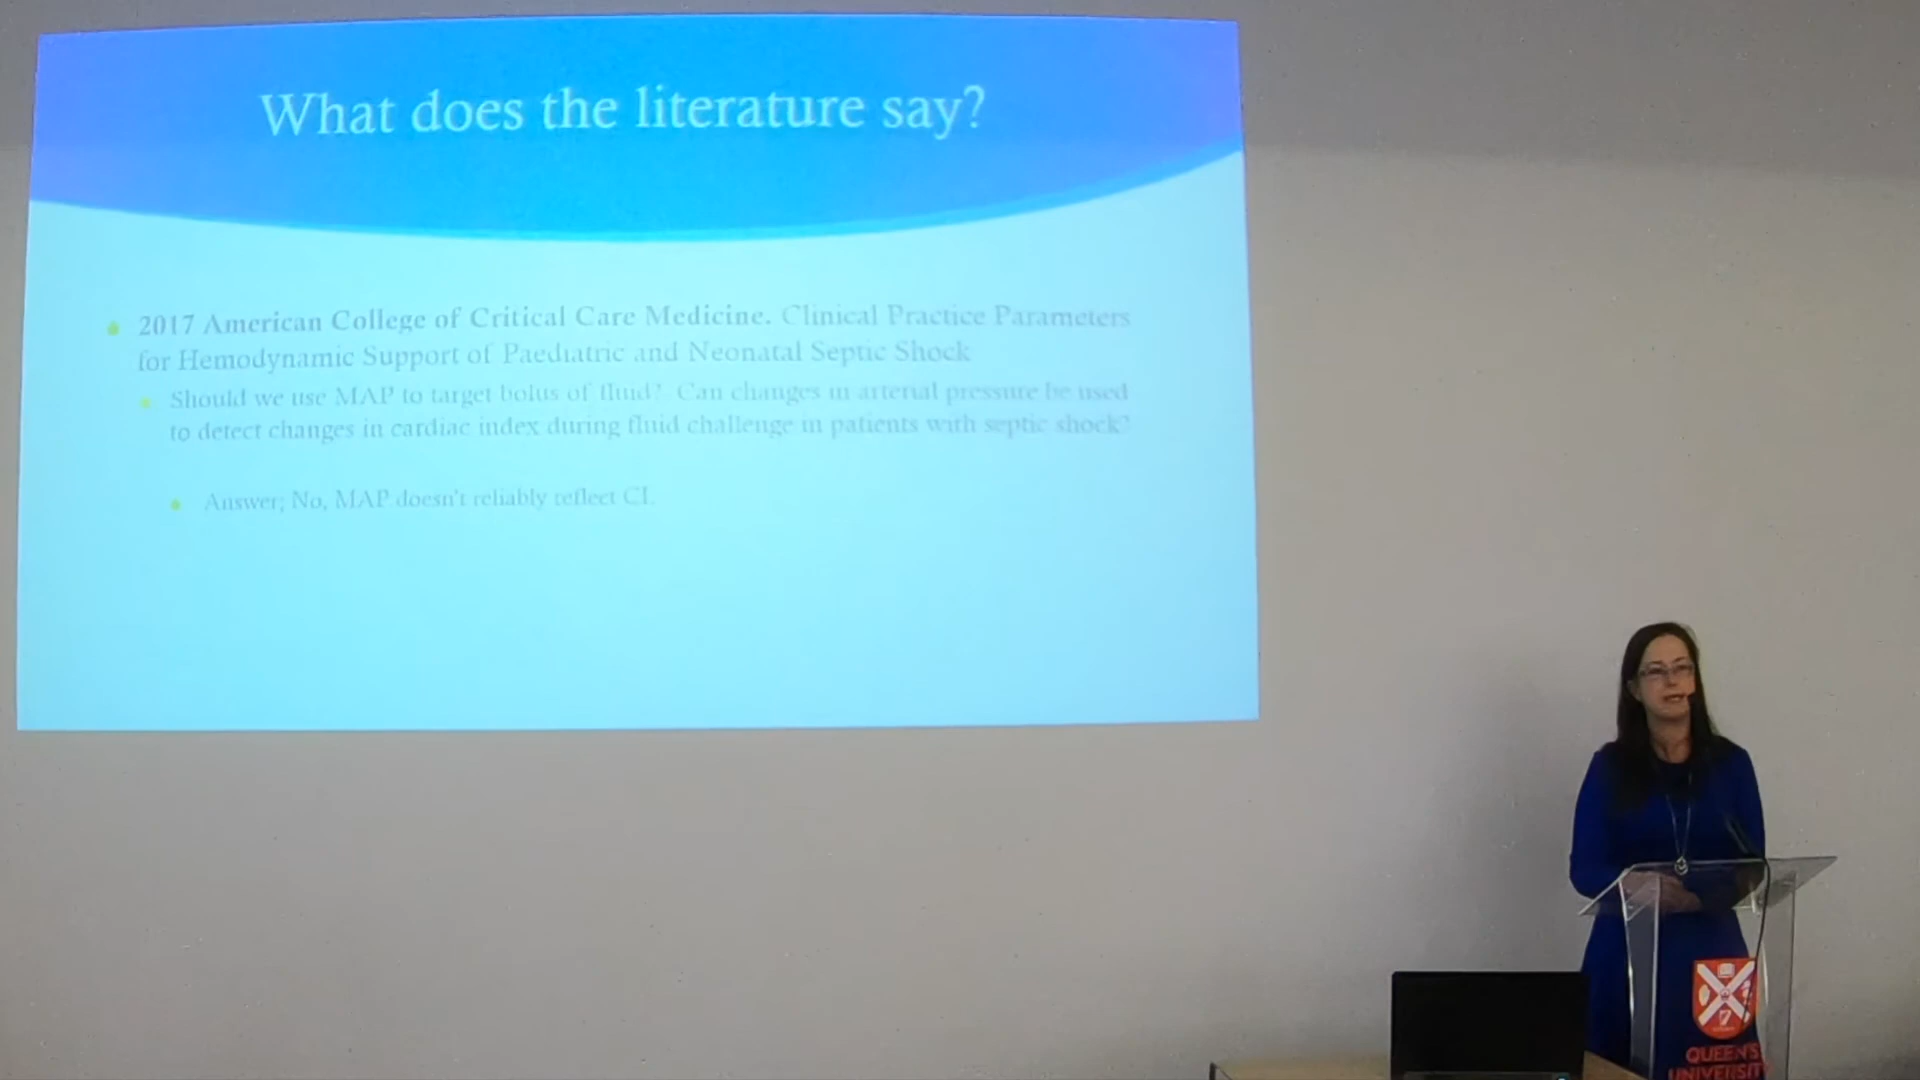 What does the literature say?
2017 American College of Critical Care Medicine. Clinical Practice Parameters
for Hemodynamic Support of Paediatric and Neonatal Septic Shock
Should we use MAP to target bolus of fluid? Can changes in arterial pressure be used
to detect changes in cardiac index during fluid challenge in patients with septic shock?
Answer; No, MAP doesn't reliably reflect CI.
QUEEN'S
UNIVERSIT